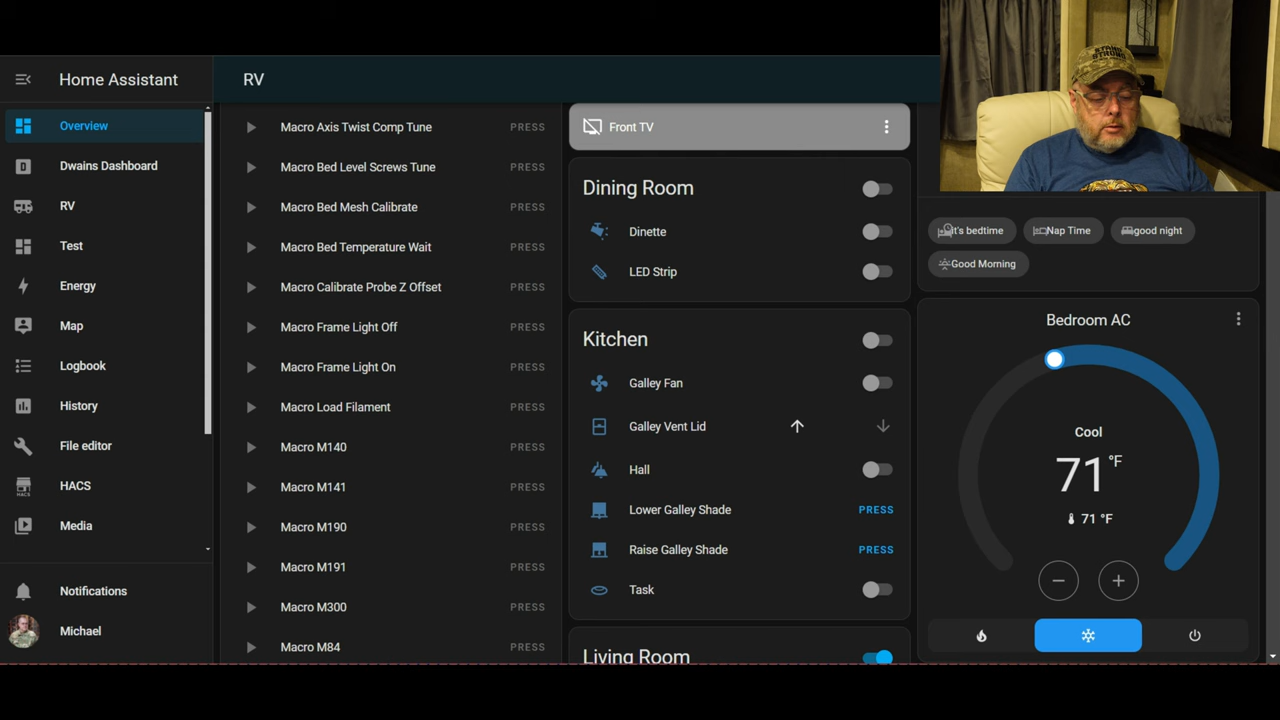 Home Assistant
Overview
Dwains Dashboard
RV
Test
Energy
Map
Logbook
History
File editor
HACS
HACS
Media
Notifications
Michael
RV
Macro Axis Twist Comp Tune PRESS
Macro Bed Level Screws Tune PRESS
Macro Bed Mesh Calibrate PRESS
Macro Bed Temperature Wait PRESS
Macro Calibrate Probe Z Offset PRESS
Macro Frame Light Off PRESS
Macro Frame Light On PRESS
Macro Load Filament PRESS
Macro M140 PRESS
Macro M141 PRESS
Macro M190 PRESS
Macro M191 PRESS
Macro M300 PRESS
Macro M84 PRESS
Front TV
Dining Room
Dinette
LED Strip
Kitchen
Galley Fan
Galley Vent Lid
Hall
Lower Galley Shade PRESS
Raise Galley Shade PRESS
Task
Living Room
STAND
STRONG
It's bedtime Nap Time good night
Good Morning
Bedroom AC
Cool
71 °F
71 °F